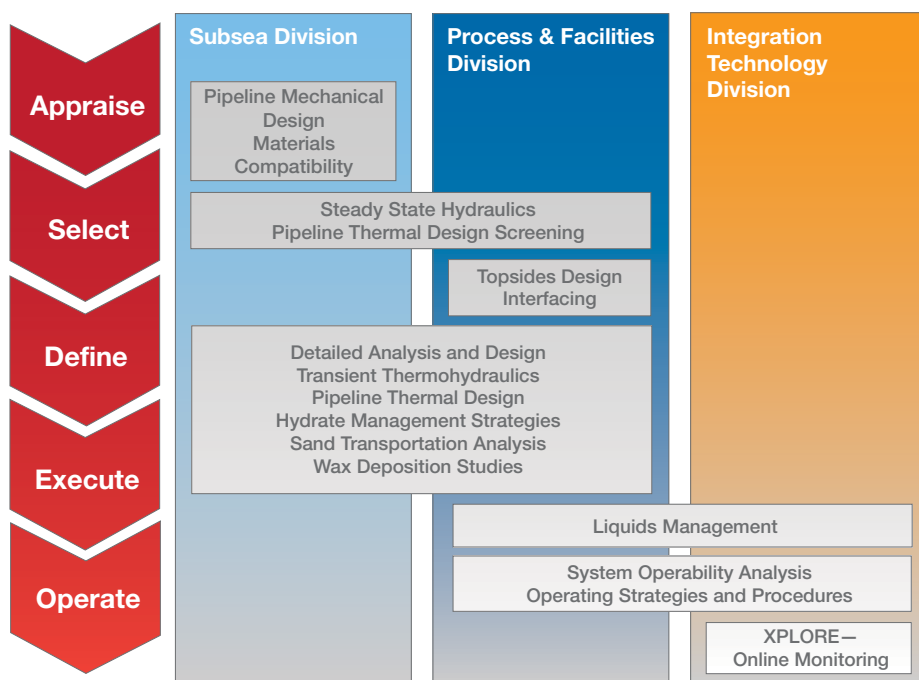 Subsea Division
Process & Facilities
Division
Integration
Technology
Division
Appraise
Pipeline Mechanical
Design
Materials
Compatibility
Select
Steady State Hydraulics
Pipeline Thermal Design Screening
Topsides Design
Interfacing
Define
Detailed Analysis and Design
Transient Thermohydraulics
Pipeline Thermal Design
Hydrate Management Strategies
Sand Transportation Analysis
Wax Deposition Studies
Execute
Liquids Management
Operate
System Operability Analysis
Operating Strategies and Procedures
XPLORE—
Online Monitoring